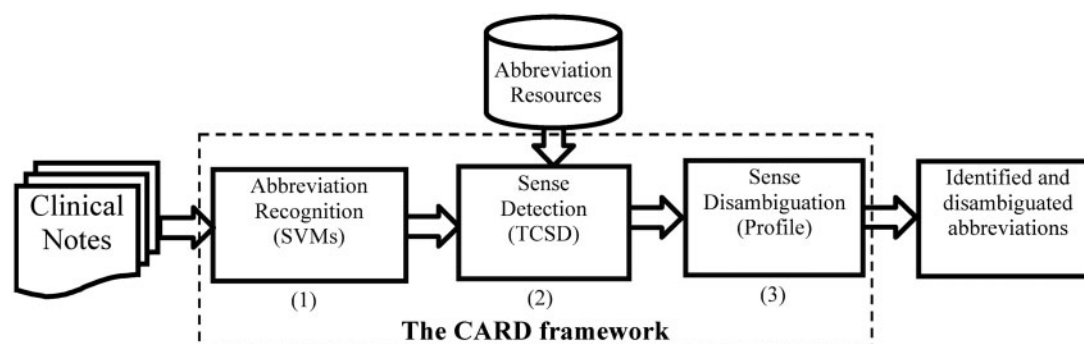 Abbreviation
Resources
Clinical
Notes
Abbreviation
Recognition
(SVMs)
(1)
Sense
Detection
(TCSD)
(2)
Sense
Disambiguation
(Profile)
(3)
Identified and
disambiguated
abbreviations
The CARD framework